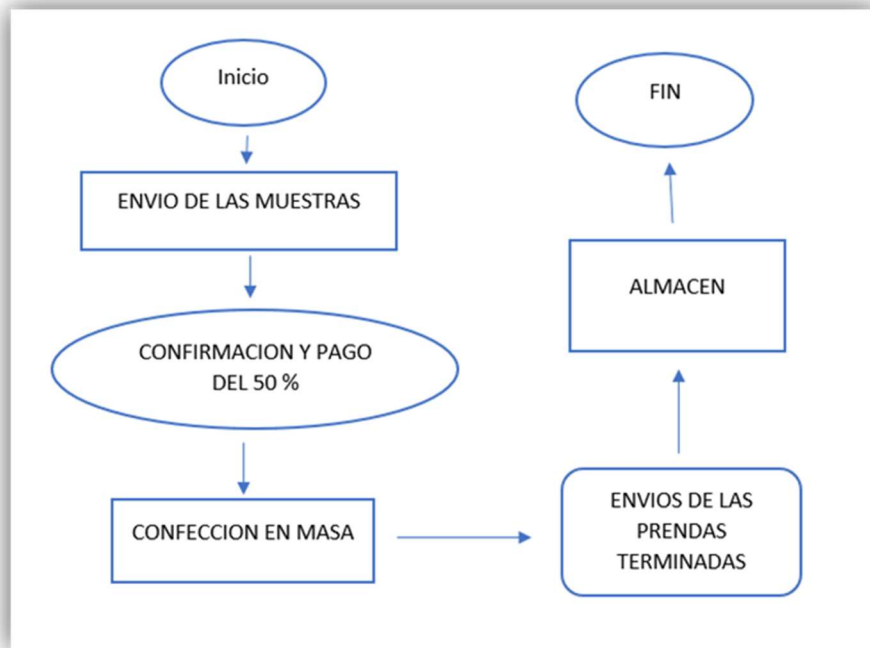 Inicio
ENVIO DE LAS MUESTRAS
CONFIRMACION Y PAGO
DEL 50 %
CONFECCION EN MASA
ENVIOS DE LAS
PRENDAS
TERMINADAS
ALMACEN
FIN